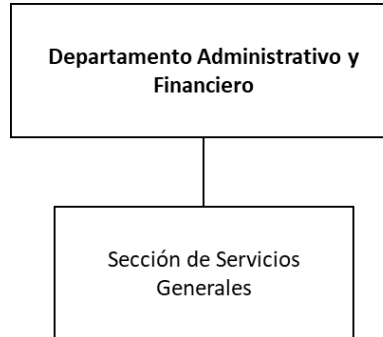 Departamento Administrativo y
Financiero
Sección de Servicios
Generales